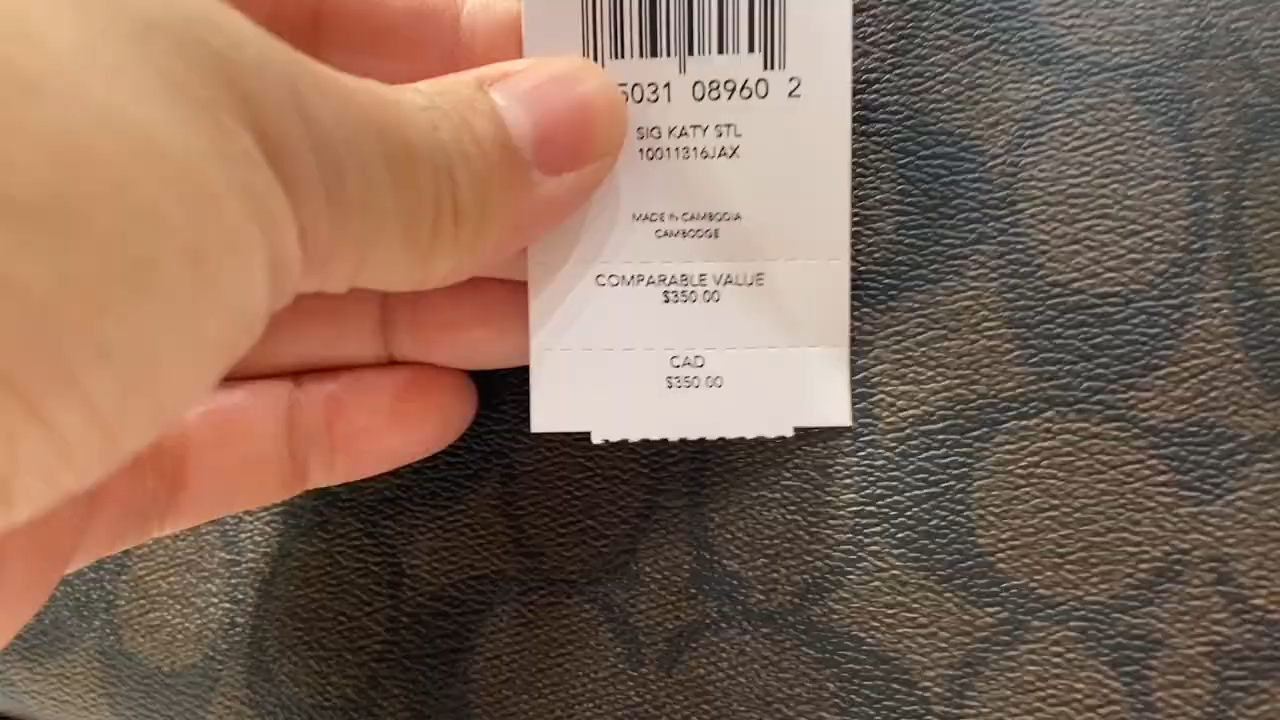 5031 08960 2
SIG KATY STL
10011316JAX
MADE IN CAMBODIA
CAMBODGE
COMPARABLE VALUE
$350.00
CAD
$350.00